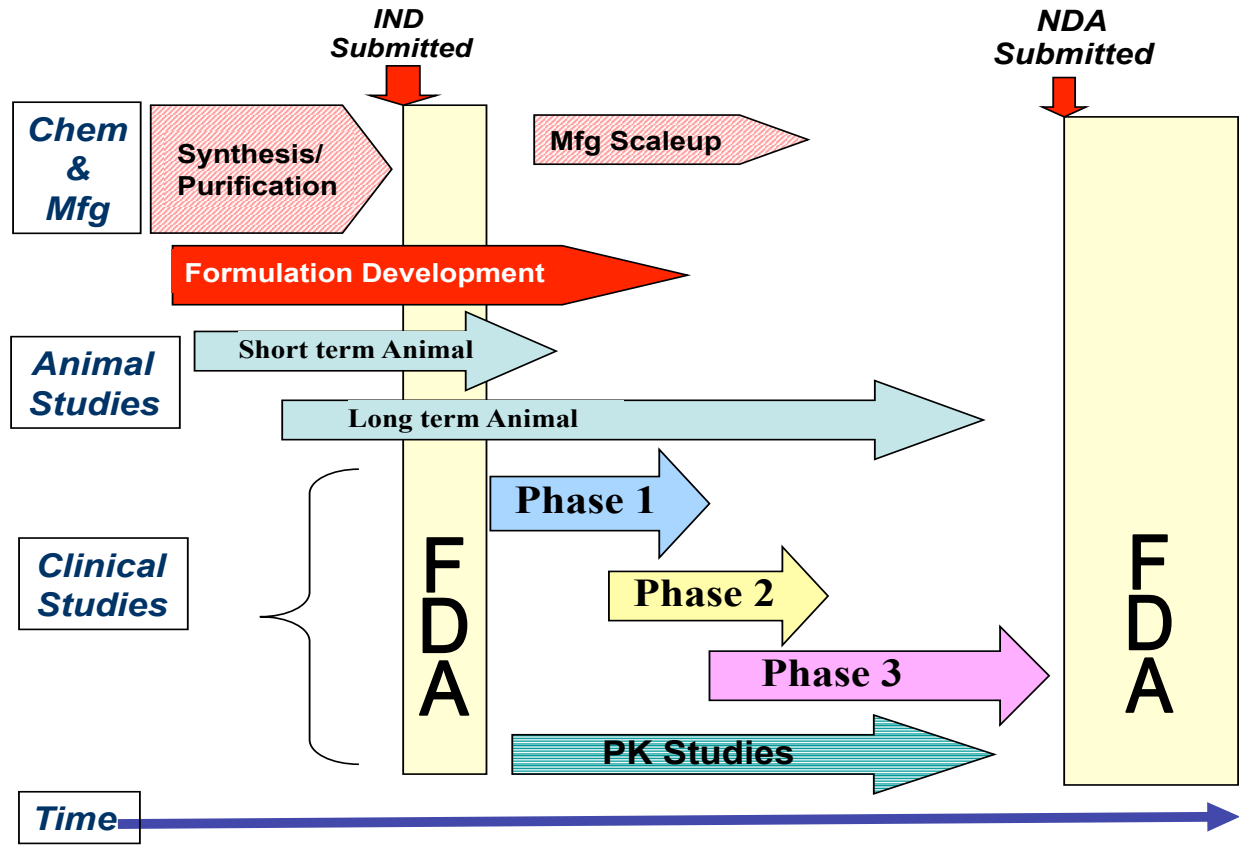 IND
Submitted
NDA
Submitted
Chem
&
Mfg
Synthesis/
Purification
Mfg Scaleup
Formulation Development
Animal
Studies
Short term Animal
Long term Animal
Clinical
Studies
Phase 1
Phase 2
Phase 3
PK Studies
F
D
A
F
D
A
Time